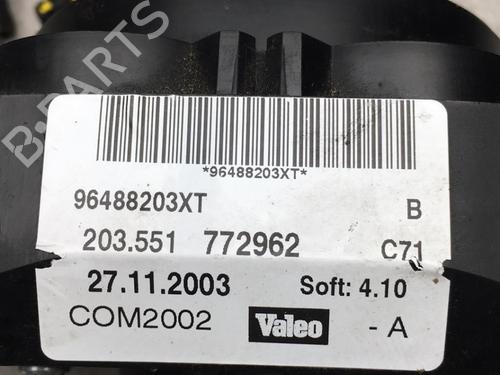 *96488203XT*
96488203XT B
203.551 772962 C71
27.11.2003 Soft: 4.10
COM2002 Valeo - A
B-PARTS